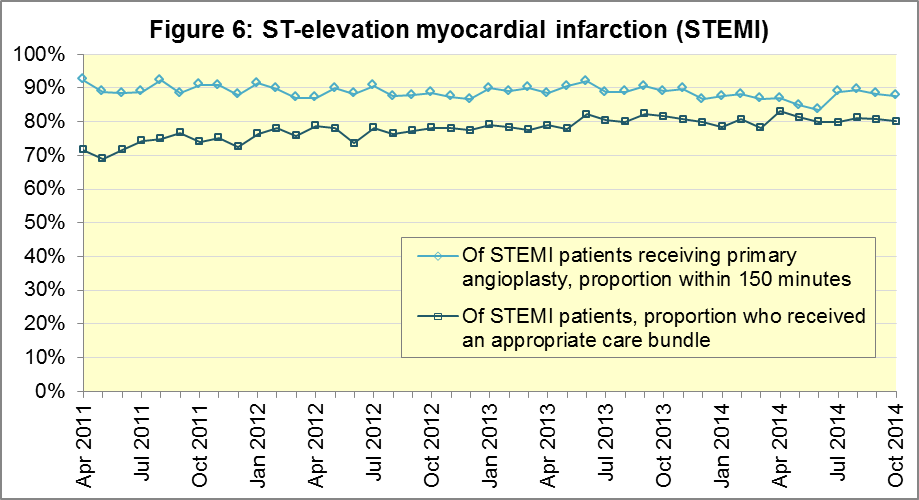 Figure 6: ST-elevation myocardial infarction (STEMI)
100%
90%
80%
70%
60%
50%
40%
30%
20%
10%
0%
Of STEMI patients receiving primary
angioplasty, proportion within 150 minutes
Of STEMI patients, proportion who received
an appropriate care bundle
Apr 2011
Jul 2011
Oct 2011
Jan 2012
Apr 2012
Jul 2012
Oct 2012
Jan 2013
Apr 2013
Jul 2013
Oct 2013
Jan 2014
Apr 2014
Jul 2014
Oct 2014